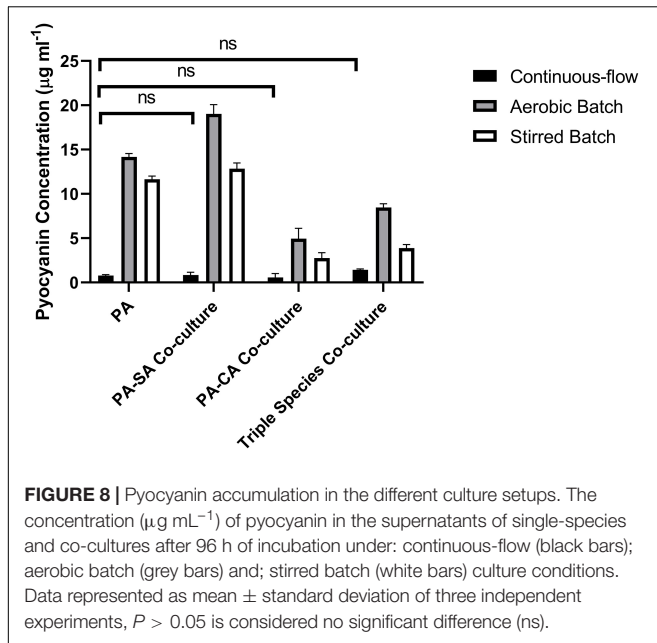 ns
ns
ns
25
20
15
10
5
0
Pyocyanin Concentration (µg ml⁻¹)
PA
PA-SA Co-culture
PA-CA Co-culture
Triple Species Co-culture
Continuous-flow
Aerobic Batch
Stirred Batch
FIGURE 8 | Pyocyanin accumulation in the different culture setups. The
concentration (µg mL⁻¹) of pyocyanin in the supernatants of single-species
and co-cultures after 96 h of incubation under: continuous-flow (black bars);
aerobic batch (grey bars) and; stirred batch (white bars) culture conditions.
Data represented as mean ± standard deviation of three independent
experiments, P > 0.05 is considered no significant difference (ns).